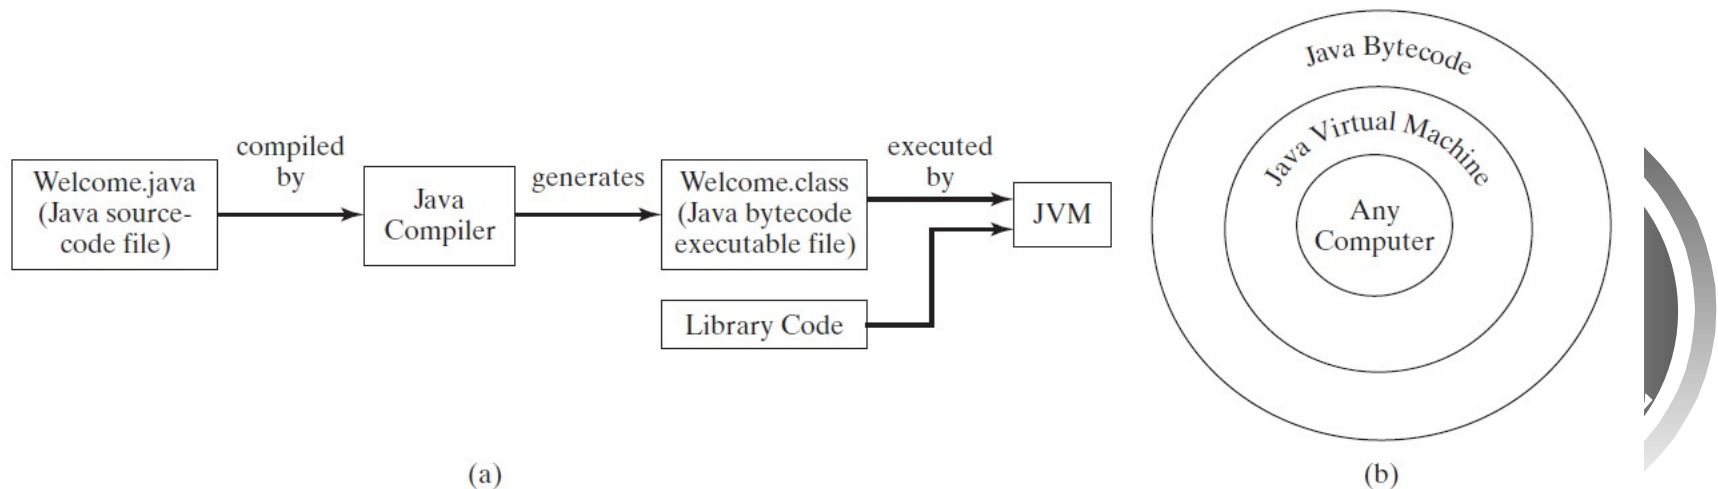 Welcome.java
(Java source-
code file)
compiled
by
Java
Compiler
generates
Welcome.class
(Java bytecode
executable file)
Library Code
executed
by
JVM
(a)
Java Bytecode
Java Virtual Machine
Any
Computer
(b)